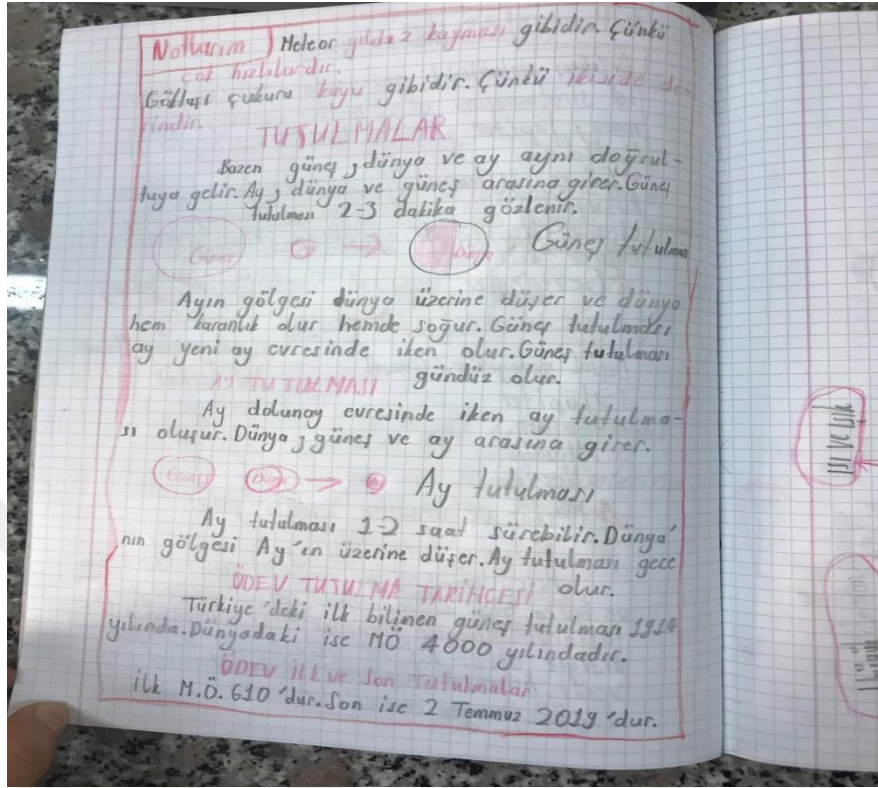 Notlarım Meteor yıldız kayması gibidir. Çünkü
çok hızlılardır.
Göktaşı çukuru kuyu gibidir. Çünkü ikiside de-
rindir.
TUTULMALAR
Bazen güneş, dünya ve ay aynı doğrul-
tuya gelir. Ay, dünya ve güneş arasına girer. Güneş
tutulması 2-3 dakika gözlenir.
Güneş Dünya Güneş tutulması
Ayın gölgesi dünya üzerine düşer ve dünya
hem karanlık olur hemde soğur. Güneş tutulması
ay yeni ay evresinde iken olur. Güneş tutulması
gündüz olur.
AY TUTULMASI
Ay dolunay evresinde iken ay tutulma-
sı oluşur. Dünya, güneş ve ay arasına girer.
Güneş Dünya Ay tutulması
Ay tutulması 1-2 saat sürebilir. Dünya'
nın gölgesi Ay'ın üzerine düşer. Ay tutulması gece
olur.
ÖDEV TUTULMA TARİHÇESİ
Türkiye'deki ilk bilinen güneş tutulması 1914
yılında. Dünyadaki ise MÖ 4000 yılındadır.
ÖDEV ilk ve Son Tutulmalar
ilk M.Ö. 610'dur. Son ise 2 Temmuz 2019'dur.